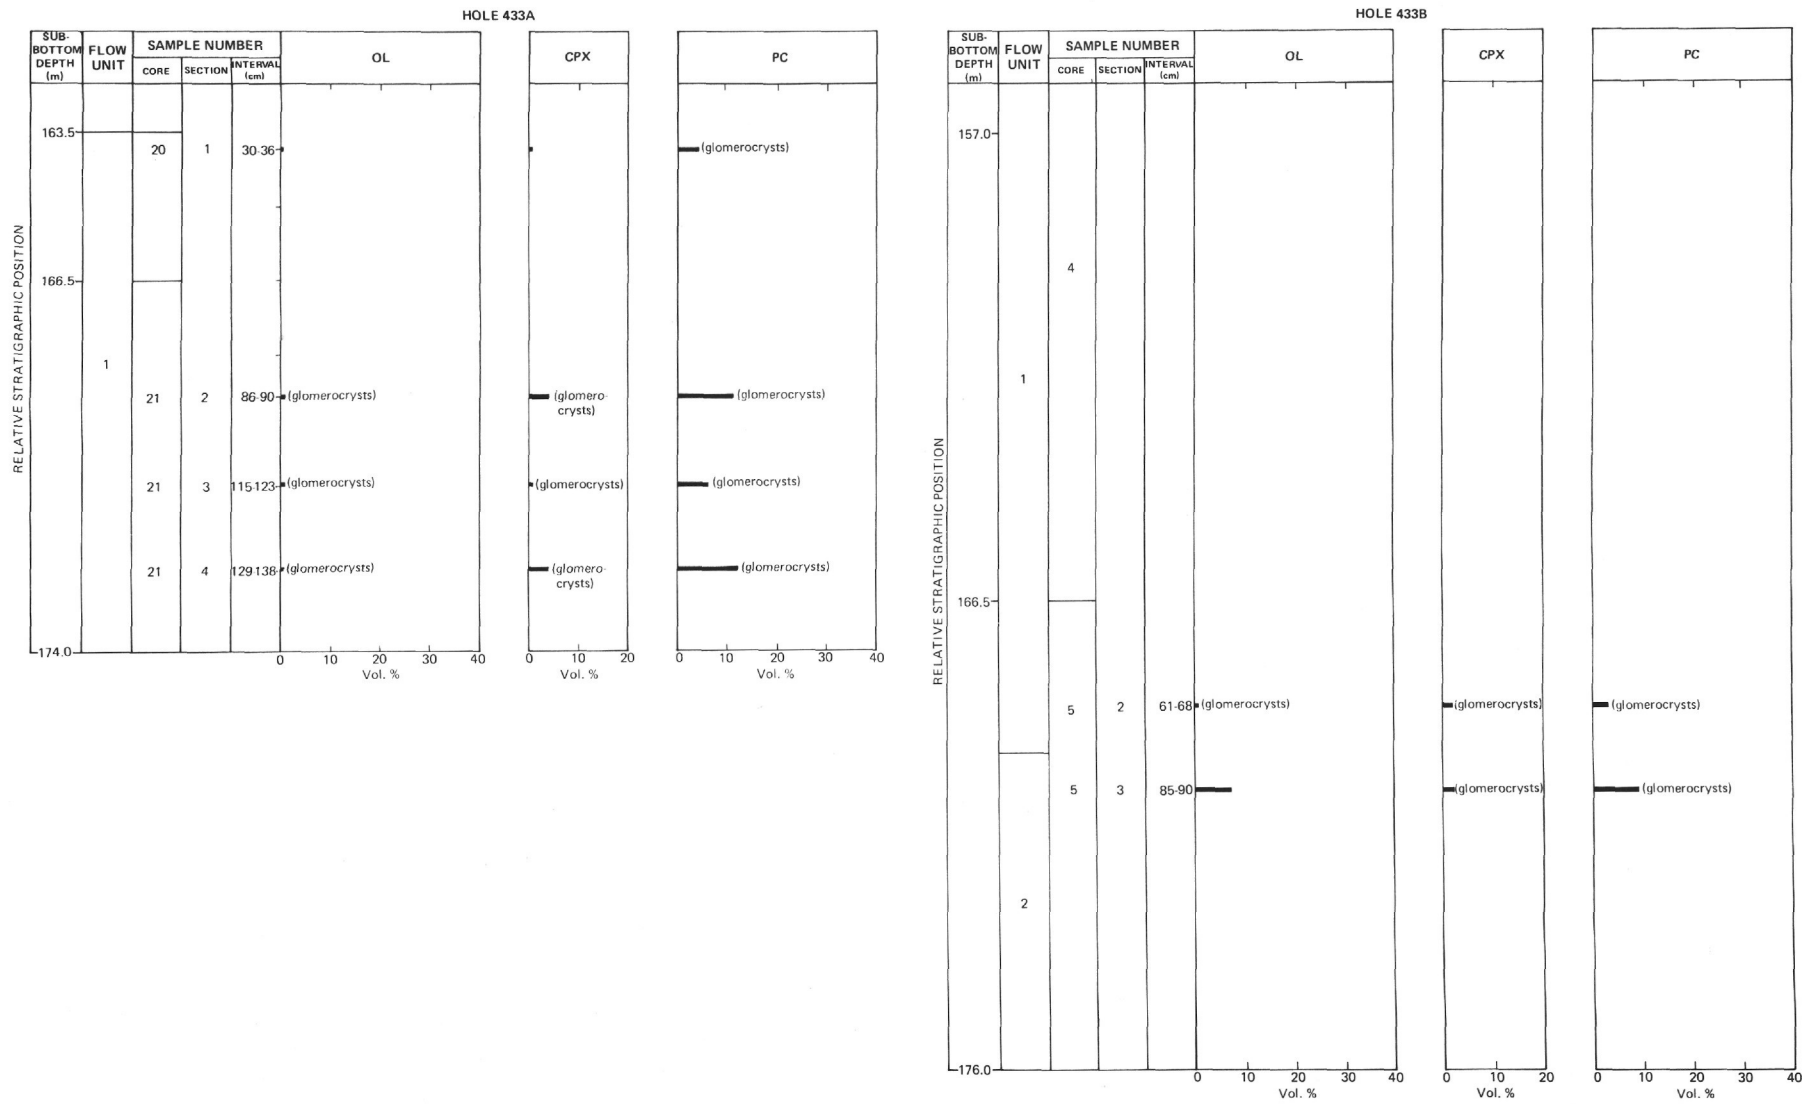 HOLE 433A
SUB-
BOTTOM
DEPTH
(m)
FLOW
UNIT
SAMPLE NUMBER
CORE
SECTION
INTERVAL
(cm)
OL
CPX
PC
RELATIVE STRATIGRAPHIC POSITION
163.5
20 1 30-36 (glomerocrysts)
166.5
1
21 2 86-90 (glomerocrysts) (glomero- (glomerocrysts)
crysts)
21 3 115-123 (glomerocrysts) (glomerocrysts) (glomerocrysts)
21 4 129-138 (glomerocrysts) (glomero- (glomerocrysts)
crysts)
174.0
0 10 20 30 40
Vol. %
0 10 20
Vol. %
0 10 20 30 40
Vol. %
HOLE 433B
SUB-
BOTTOM
DEPTH
(m)
FLOW
UNIT
SAMPLE NUMBER
CORE
SECTION
INTERVAL
(cm)
OL
CPX
PC
RELATIVE STRATIGRAPHIC POSITION
157.0
4
1
166.5
5 2 61-68 (glomerocrysts) (glomerocrysts) (glomerocrysts)
5 3 85-90 (glomerocrysts) (glomerocrysts)
2
176.0
0 10 20 30 40
Vol. %
0 10 20
Vol. %
0 10 20 30 40
Vol. %